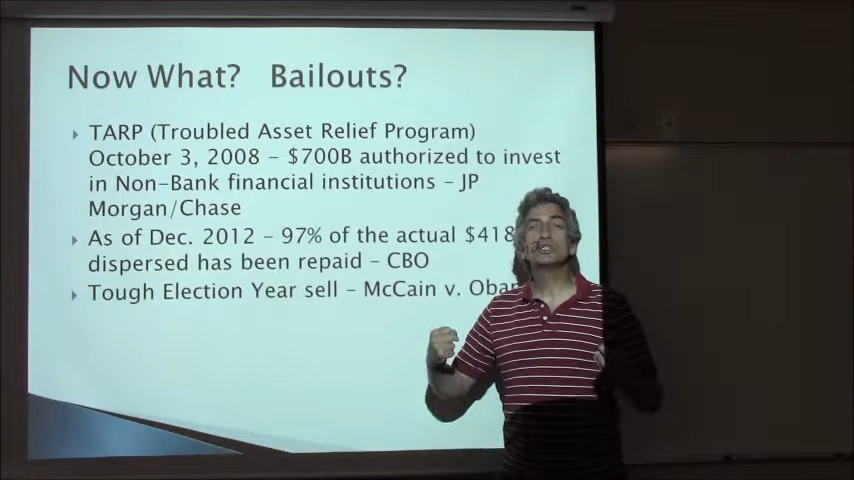 Now What? Bailouts?
TARP (Troubled Asset Relief Program)
October 3, 2008 – $700B authorized to invest
in Non-Bank financial institutions – JP
Morgan/Chase
As of Dec. 2012 – 97% of the actual $418
dispersed has been repaid – CBO
Tough Election Year sell – McCain v.